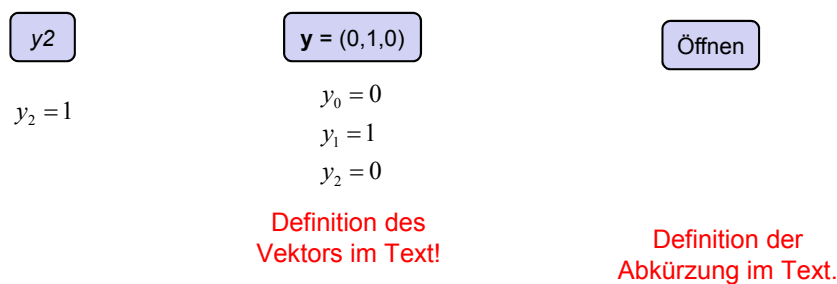 y2
y₂ = 1
y = (0,1,0)
y₀ = 0
y₁ = 1
y₂ = 0
Definition des
Vektors im Text!
Öffnen
Definition der
Abkürzung im Text.